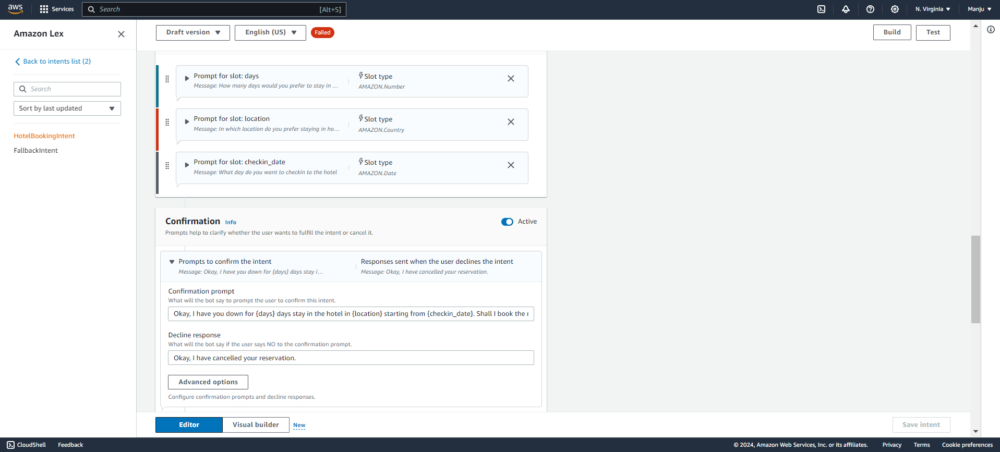 aws
Services
Search
[Alt+S]
N. Virginia
Manju
Amazon Lex
Back to intents list (2)
Search
Sort by last updated
HotelBookingIntent
FallbackIntent
Draft version
English (US)
Failed
Build
Test
Prompt for slot: days
Message: How many days would you prefer to stay in ...
Slot type
AMAZON.Number
Prompt for slot: location
Message: In which location do you prefer staying in ho...
Slot type
AMAZON.Country
Prompt for slot: checkin_date
Message: What day do you want to checkin to the hotel
Slot type
AMAZON.Date
Confirmation Info
Active
Prompts help to clarify whether the user wants to fulfill the intent or cancel it.
Prompts to confirm the intent
Message: Okay, I have you down for {days} days stay i...
Responses sent when the user declines the intent
Message: Okay, I have cancelled your reservation.
Confirmation prompt
What will the bot say to prompt the user to confirm this intent.
Okay, I have you down for {days} days stay in the hotel in {location} starting from {checkin_date}. Shall I book the
Decline response
What will the bot say if the user says NO to the confirmation prompt.
Okay, I have cancelled your reservation.
Advanced options
Configure confirmation prompts and decline responses.
Editor
Visual builder
New
Save intent
CloudShell
Feedback
© 2024, Amazon Web Services, Inc. or its affiliates.
Privacy
Terms
Cookie preferences